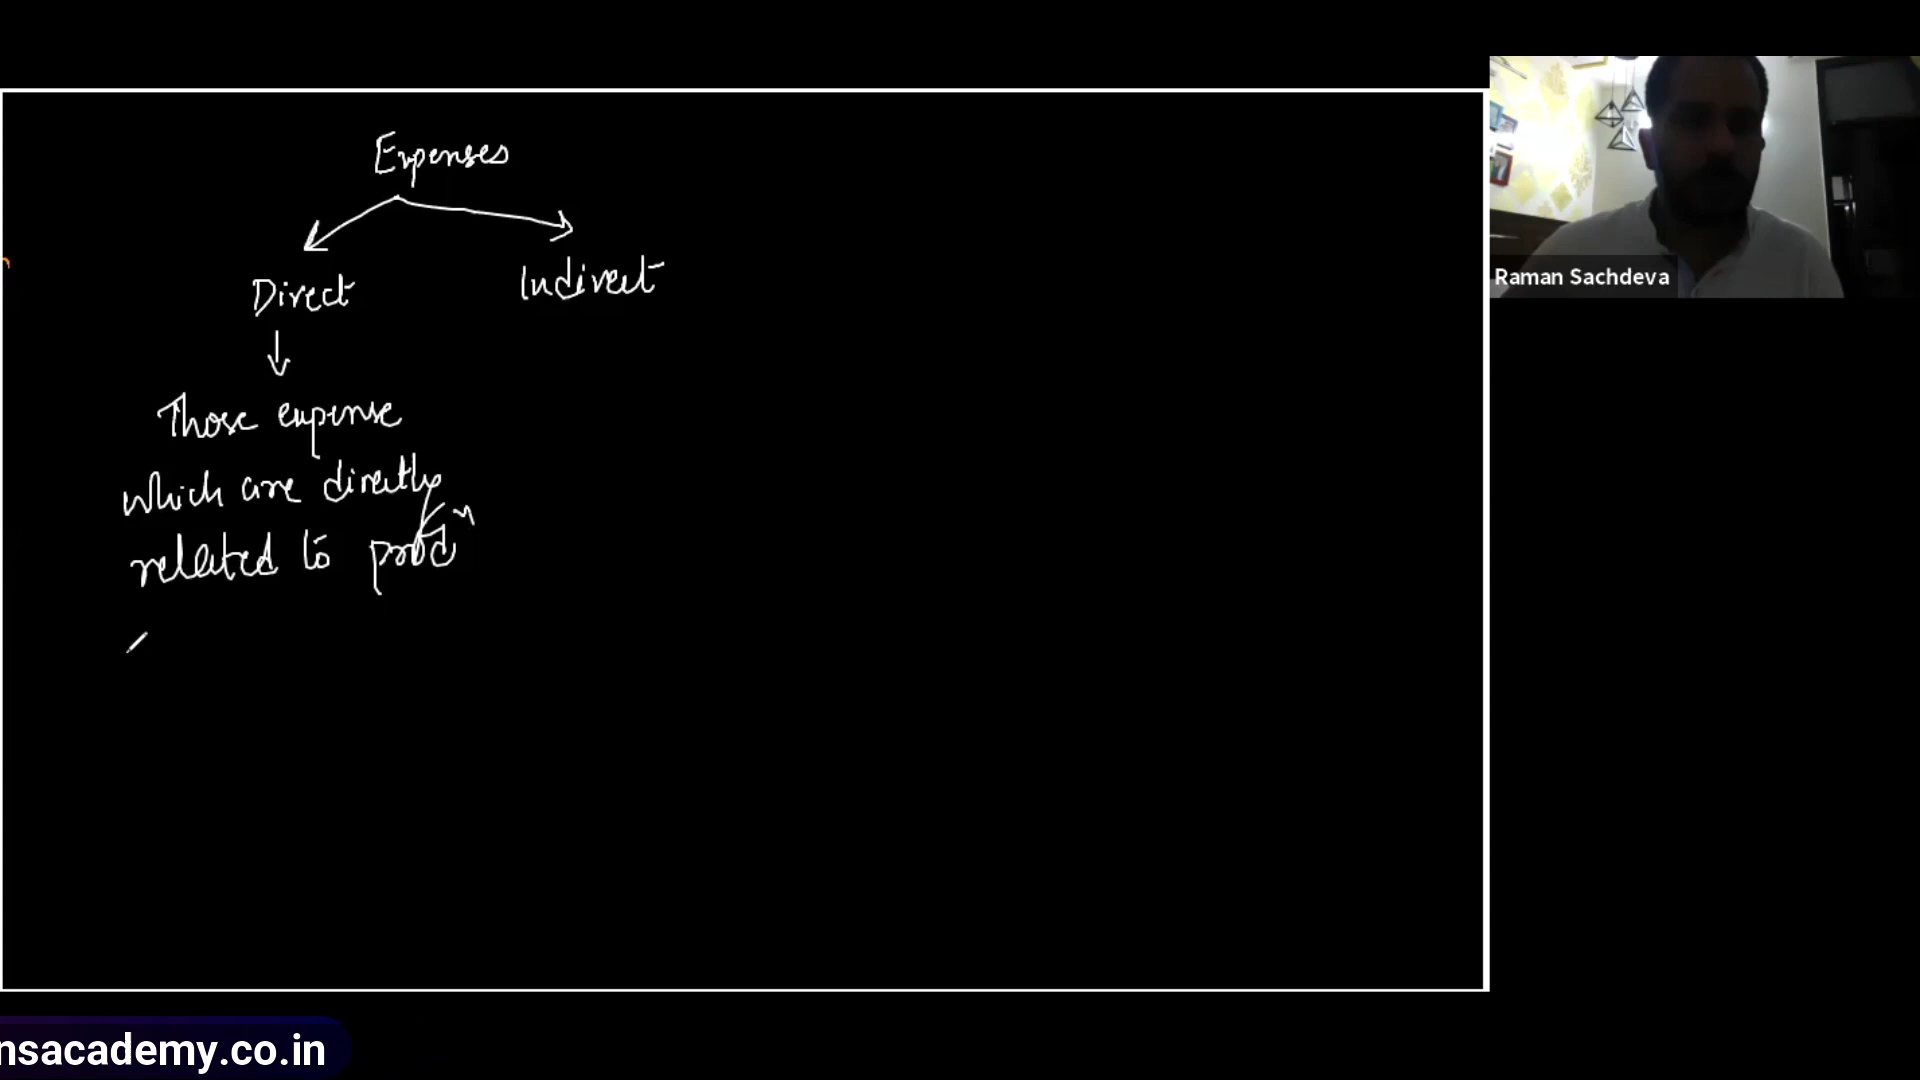 Expenses
Direct
Indirect
Those expense
which are directly
related to prodⁿ
Raman Sachdeva
nsacademy.co.in